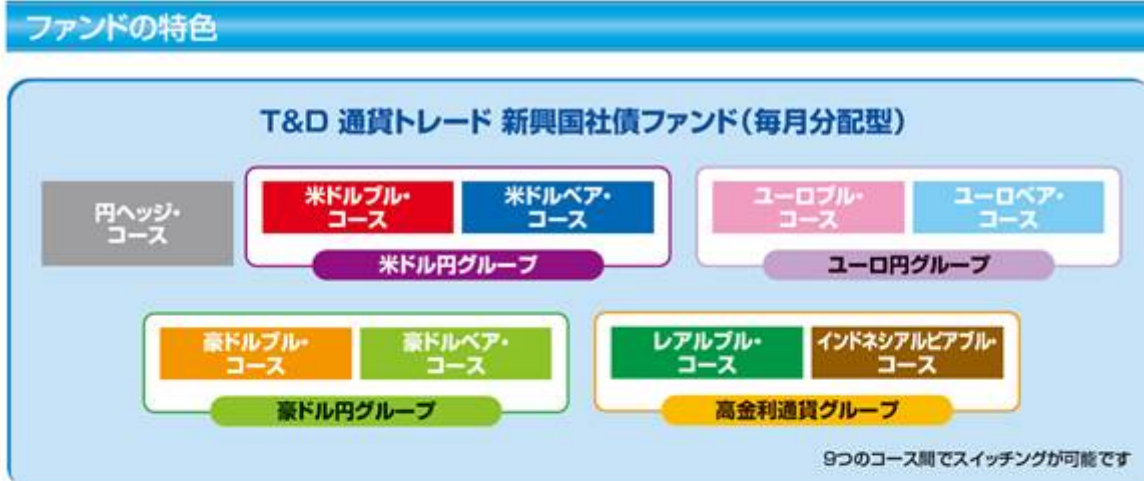 ファンドの特色
T&D 通貨トレード 新興国社債ファンド(毎月分配型)
円ヘッジ・
コース
米ドルブル・
コース
米ドルベア・
コース
米ドル円グループ
ユーロブル・
コース
ユーロベア・
コース
ユーロ円グループ
豪ドルブル・
コース
豪ドルベア・
コース
豪ドル円グループ
レアルブル・
コース
インドネシアルピアブル・
コース
高金利通貨グループ
9つのコース間でスイッチングが可能です